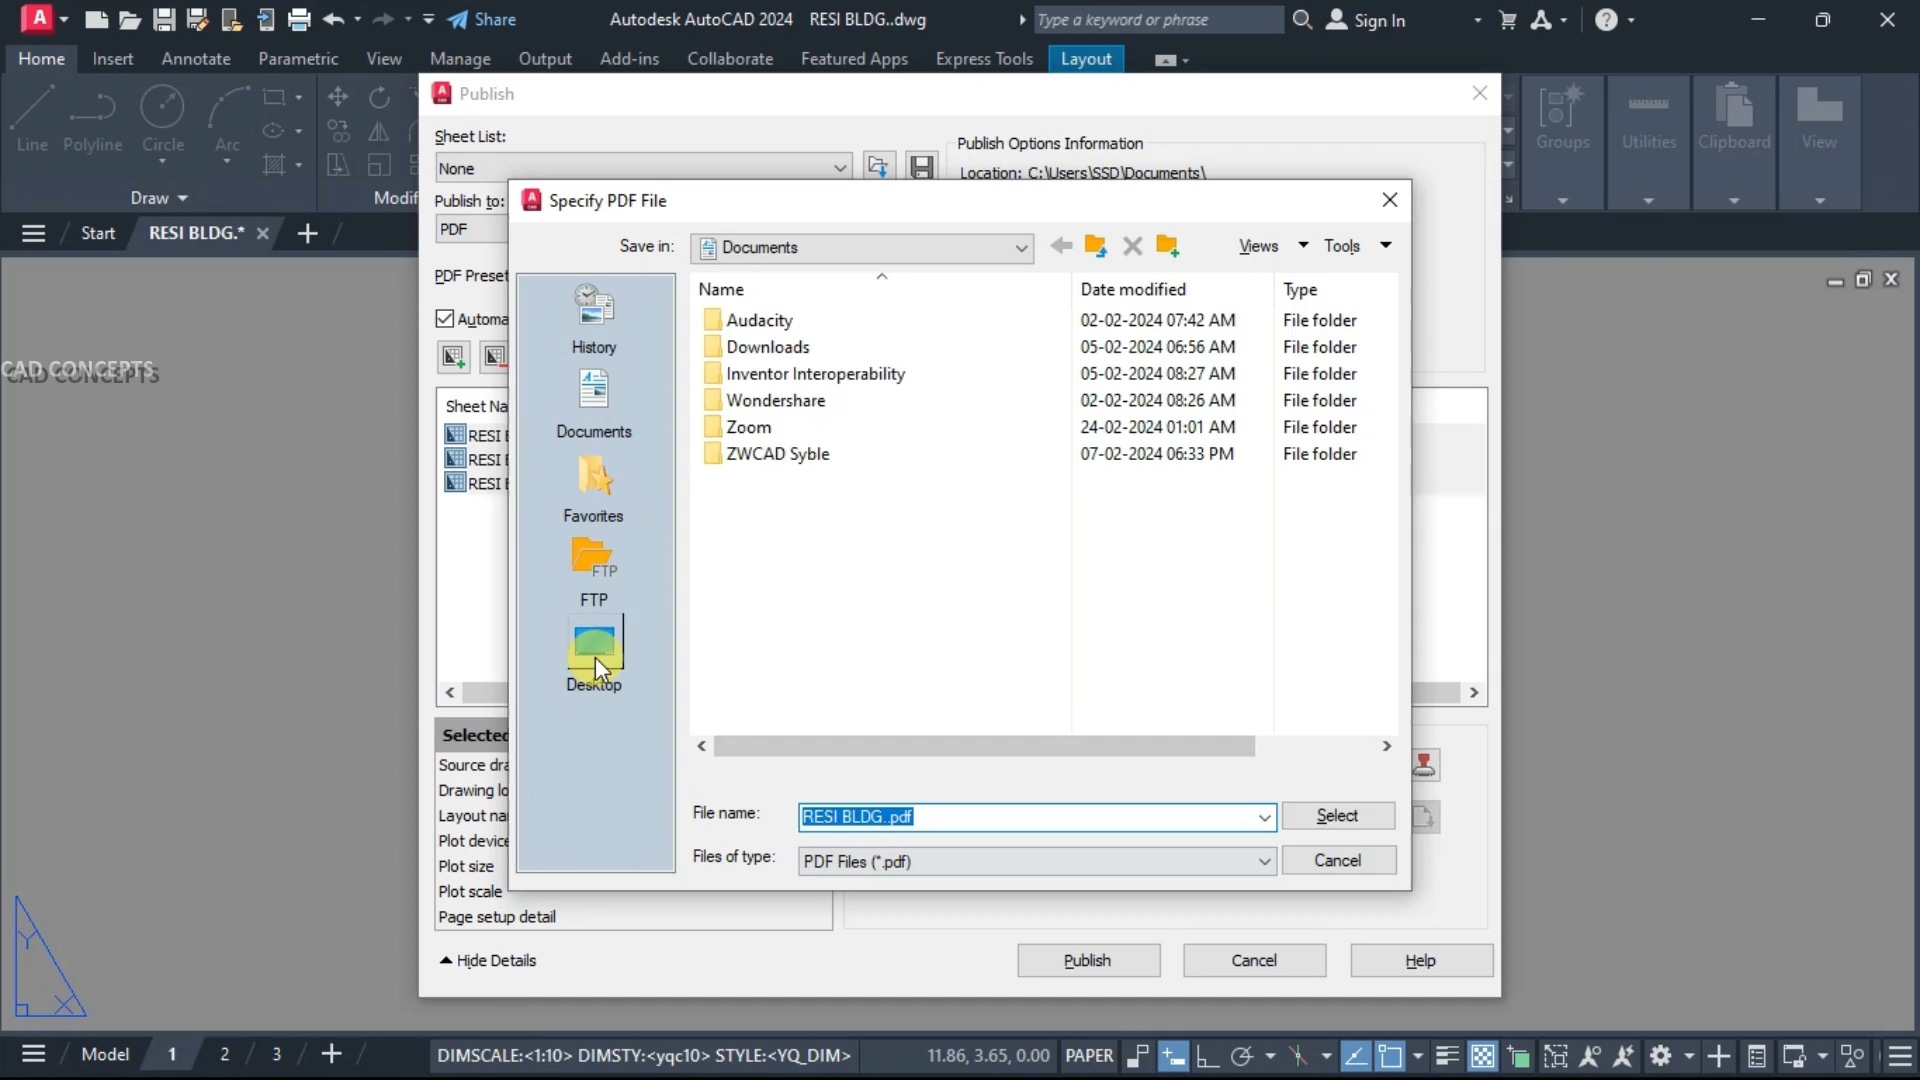 A Share Autodesk AutoCAD 2024 RESI BLDG..dwg Type a keyword or phrase Sign In
Home Insert Annotate Parametric View Manage Output Add-ins Collaborate Featured Apps Express Tools Layout
Line Polyline Circle Arc
Groups Utilities Clipboard View
Draw Modif
Start RESI BLDG.*
Publish
Sheet List:
None
Publish to:
PDF
PDF Preset
Automa
Sheet Na
RESI
RESI
RESI
Publish Options Information
Location: C:\Users\SSD\Documents\
Specify PDF File
Save in: Documents Views Tools
History
Documents
Favorites
FTP
FTP
Desktop
Name Date modified Type
Audacity 02-02-2024 07:42 AM File folder
Downloads 05-02-2024 06:56 AM File folder
Inventor Interoperability 05-02-2024 08:27 AM File folder
Wondershare 02-02-2024 08:26 AM File folder
Zoom 24-02-2024 01:01 AM File folder
ZWCAD Syble 07-02-2024 06:33 PM File folder
File name: RESI BLDG..pdf Select
Files of type: PDF Files (*.pdf) Cancel
Selected
Source dra
Drawing lo
Layout na
Plot device
Plot size
Plot scale
Page setup detail
Hide Details
Publish Cancel Help
CAD CONCEPTS
CAD CONCEPTS
Y
X
Model 1 2 3 DIMSCALE:<1:10> DIMSTY:<yqc10> STYLE:<YQ_DIM> 11.86, 3.65, 0.00 PAPER